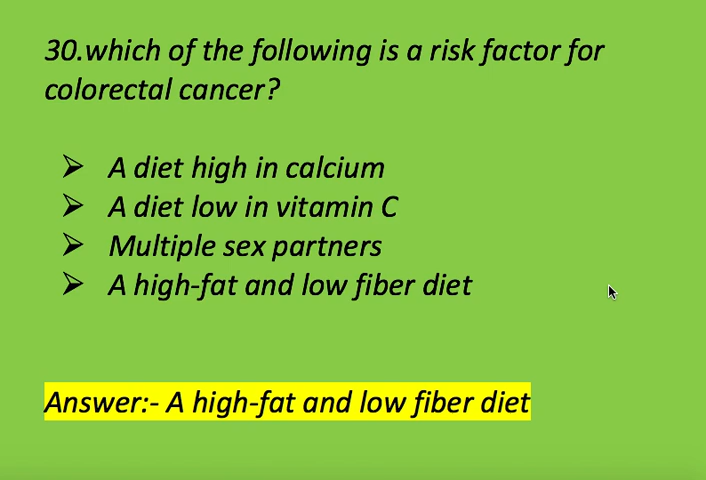 30.which of the following is a risk factor for
colorectal cancer?
➢ A diet high in calcium
➢ A diet low in vitamin C
➢ Multiple sex partners
➢ A high-fat and low fiber diet
Answer:- A high-fat and low fiber diet